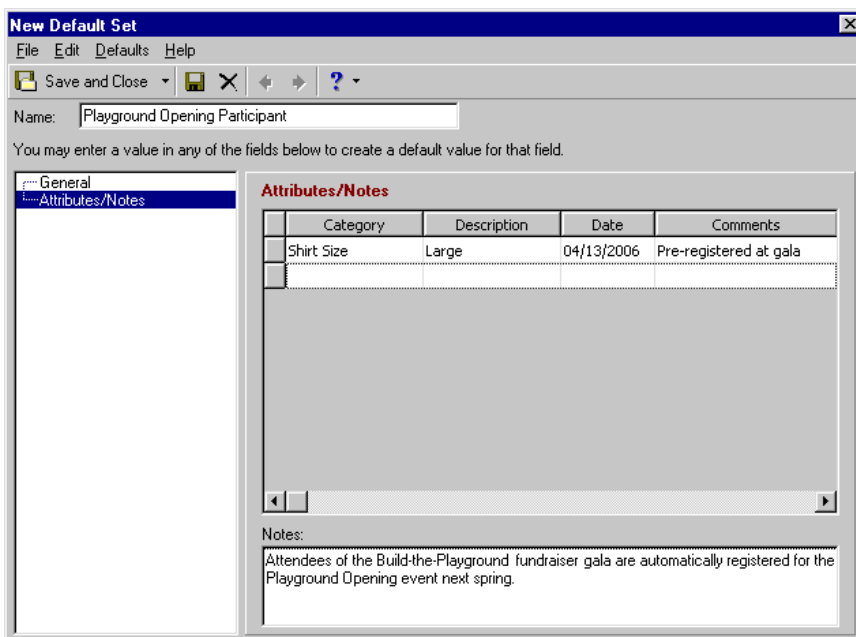 New Default Set
File Edit Defaults Help
Save and Close ?
Name: Playground Opening Participant
You may enter a value in any of the fields below to create a default value for that field.
General
Attributes/Notes
Attributes/Notes
Category Description Date Comments
Shirt Size Large 04/13/2006 Pre-registered at gala
Notes:
Attendees of the Build-the-Playground fundraiser gala are automatically registered for the
Playground Opening event next spring.